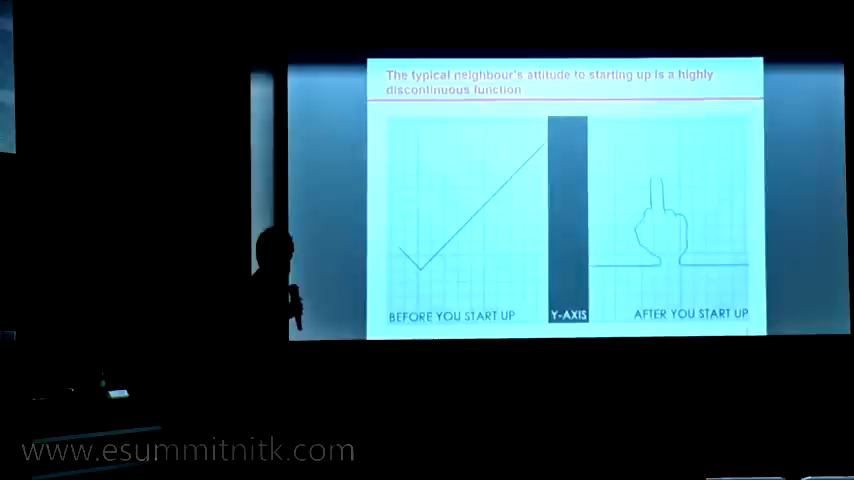 The typical neighbour's attitude to starting up is a highly
discontinuous function
BEFORE YOU START UP
Y-AXIS
AFTER YOU START UP
www.esummitnitk.com